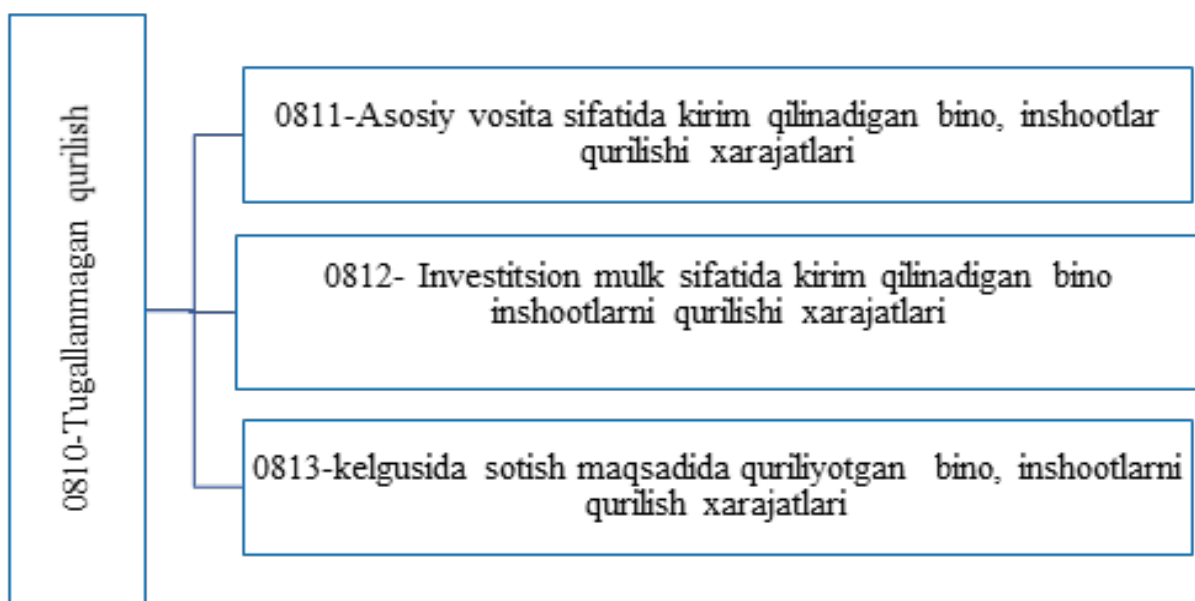 0810-Tugallanmagan qurilish
0811-Asosiy vosita sifatida kirim qilinadigan bino, inshootlar
qurilishi xarajatlari
0812- Investitsion mulk sifatida kirim qilinadigan bino
inshootlarni qurilishi xarajatlari
0813-kelgusida sotish maqsadida quriliyotgan bino, inshootlarni
qurilish xarajatlari